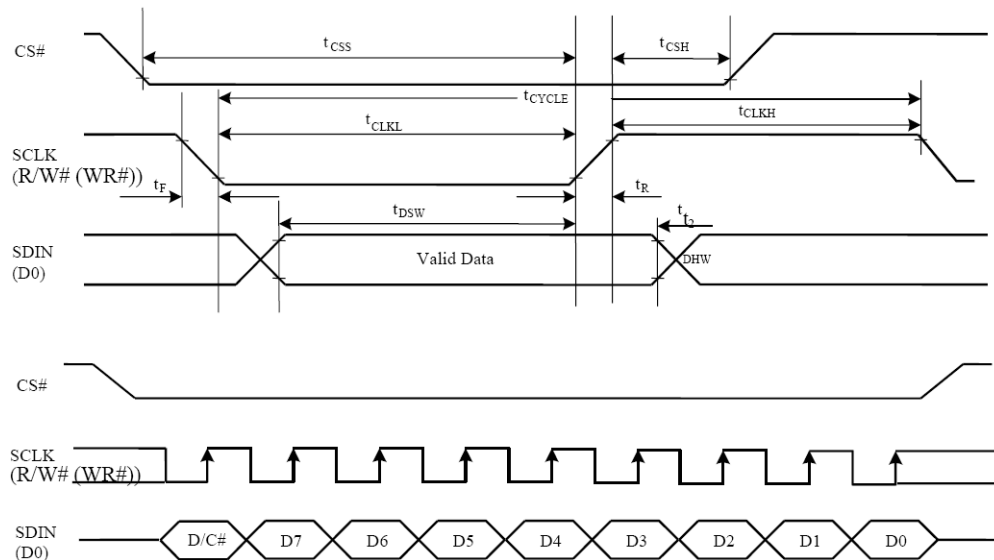 CS#
tCSS
tCSH
tCYCLE
tCLKL
tCLKH
SCLK
(R/W# (WR#))
tF
tR
tDSW
t
t2
SDIN
(D0)
Valid Data
DHW
CS#
SCLK
(R/W# (WR#))
SDIN
(D0)
D/C# D7 D6 D5 D4 D3 D2 D1 D0